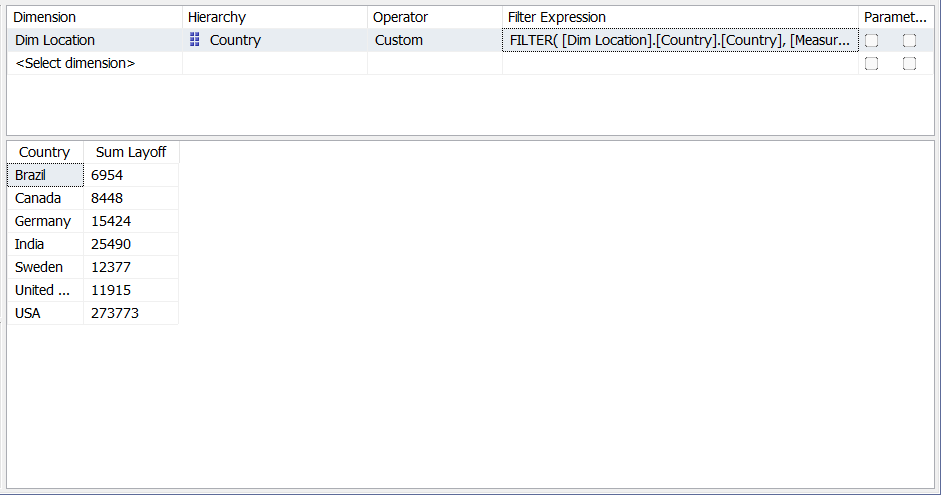 Dimension Hierarchy Operator Filter Expression Paramet...
Dim Location Country Custom FILTER( [Dim Location].[Country].[Country], [Measur...
<Select dimension>
Country Sum Layoff
Brazil 6954
Canada 8448
Germany 15424
India 25490
Sweden 12377
United ... 11915
USA 273773